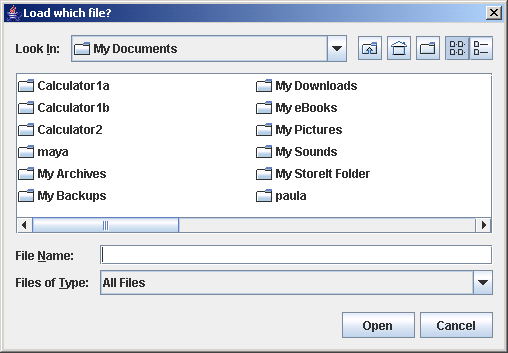 Load which file?
Look In: My Documents
Calculator1a My Downloads
Calculator1b My eBooks
Calculator2 My Pictures
maya My Sounds
My Archives My StoreIt Folder
My Backups paula
File Name:
Files of Type: All Files
Open Cancel